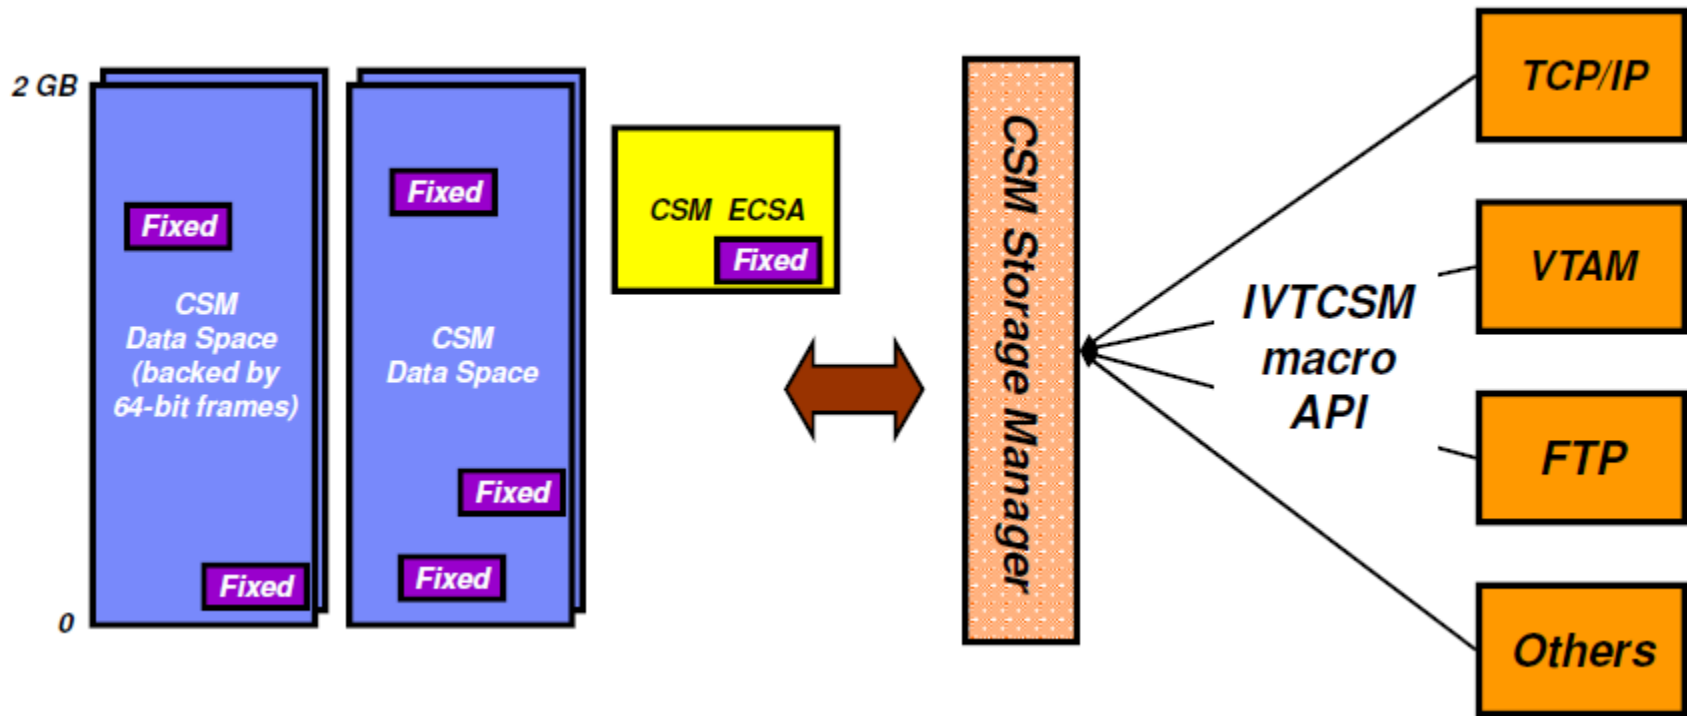 2 GB
0
Fixed
CSM
Data Space
(backed by
64-bit frames)
Fixed
Fixed
CSM
Data Space
Fixed
Fixed
CSM ECSA
Fixed
CSM Storage Manager
IVTCSM
macro
API
TCP/IP
VTAM
FTP
Others